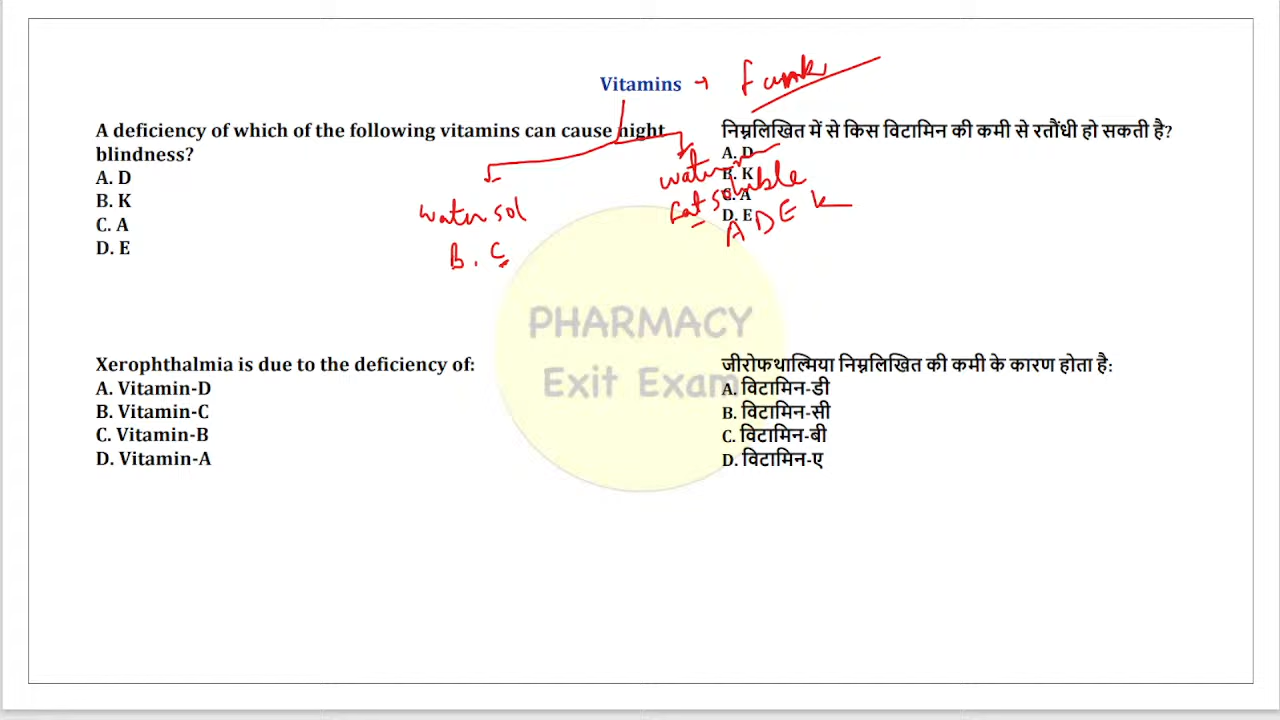 Vitamins → Funk
A deficiency of which of the following vitamins can cause night
blindness?
A. D
B. K
C. A
D. E
निम्नलिखित में से किस विटामिन की कमी से रतौंधी हो सकती है?
A. D
B. K
C. A
D. E
water sol
B. C
water
Fat soluble
A D E K
PHARMACY
Exit Exam
Xerophthalmia is due to the deficiency of:
A. Vitamin-D
B. Vitamin-C
C. Vitamin-B
D. Vitamin-A
जीरोफथाल्मिया निम्नलिखित की कमी के कारण होता है:
A. विटामिन-डी
B. विटामिन-सी
C. विटामिन-बी
D. विटामिन-ए